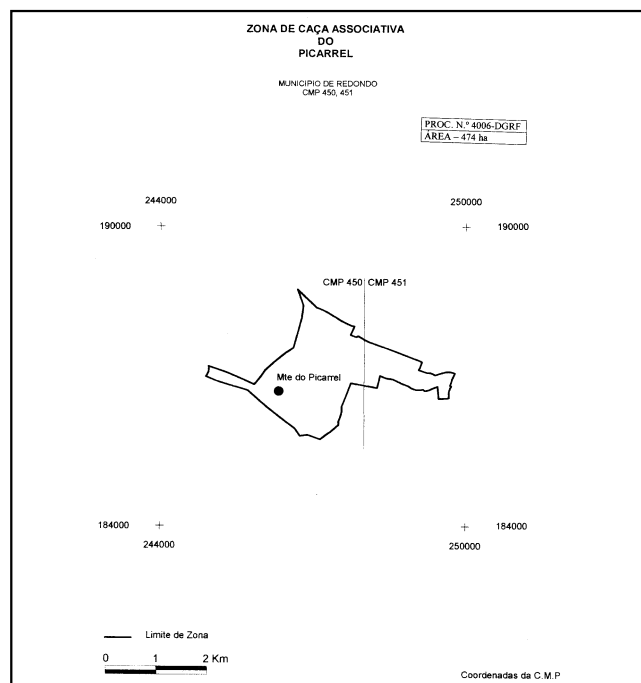 ZONA DE CAÇA ASSOCIATIVA
DO
PICARREL
MUNICIPIO DE REDONDO
CMP 450, 451
PROC. N.º 4006-DGRF
ÁREA – 474 ha
244000
250000
190000
190000
CMP 450
CMP 451
Mte do Picarrel
184000
184000
244000
250000
Limite de Zona
0 1 2 Km
Coordenadas da C.M.P